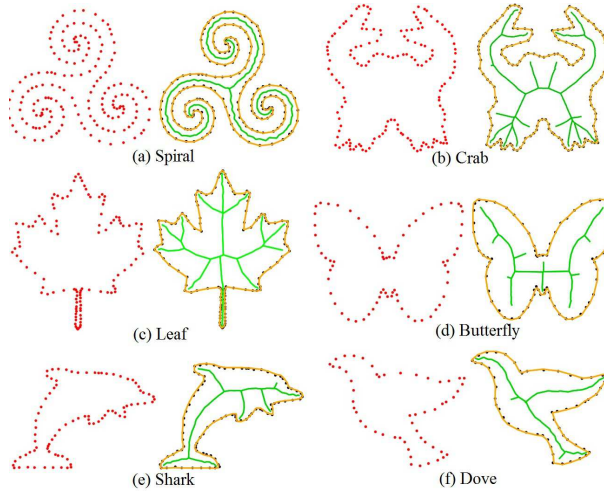 (a) Spiral
(b) Crab
(c) Leaf
(d) Butterfly
(e) Shark
(f) Dove